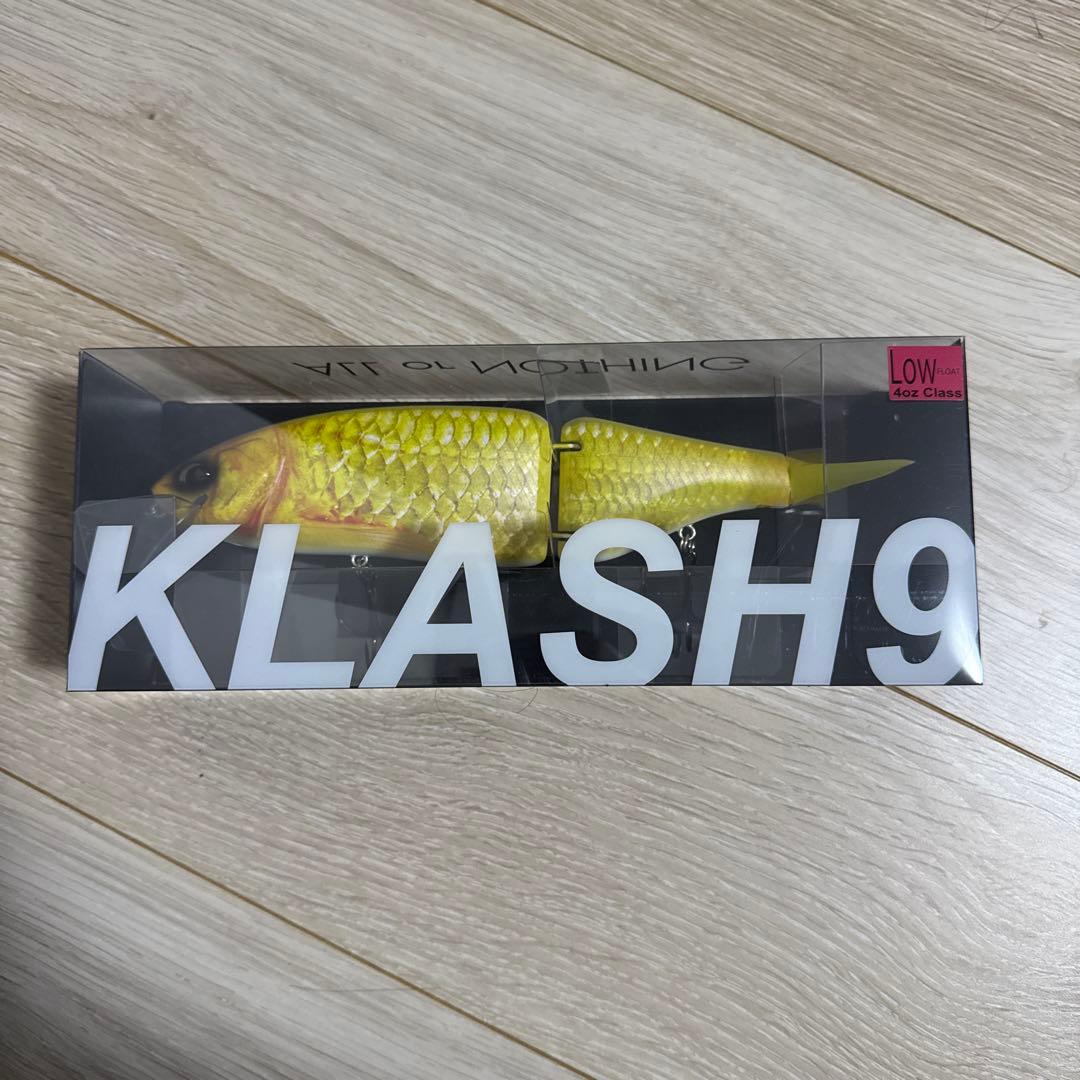 ALL or NOTHING
LOW FLOAT
4oz Class
KLASH9